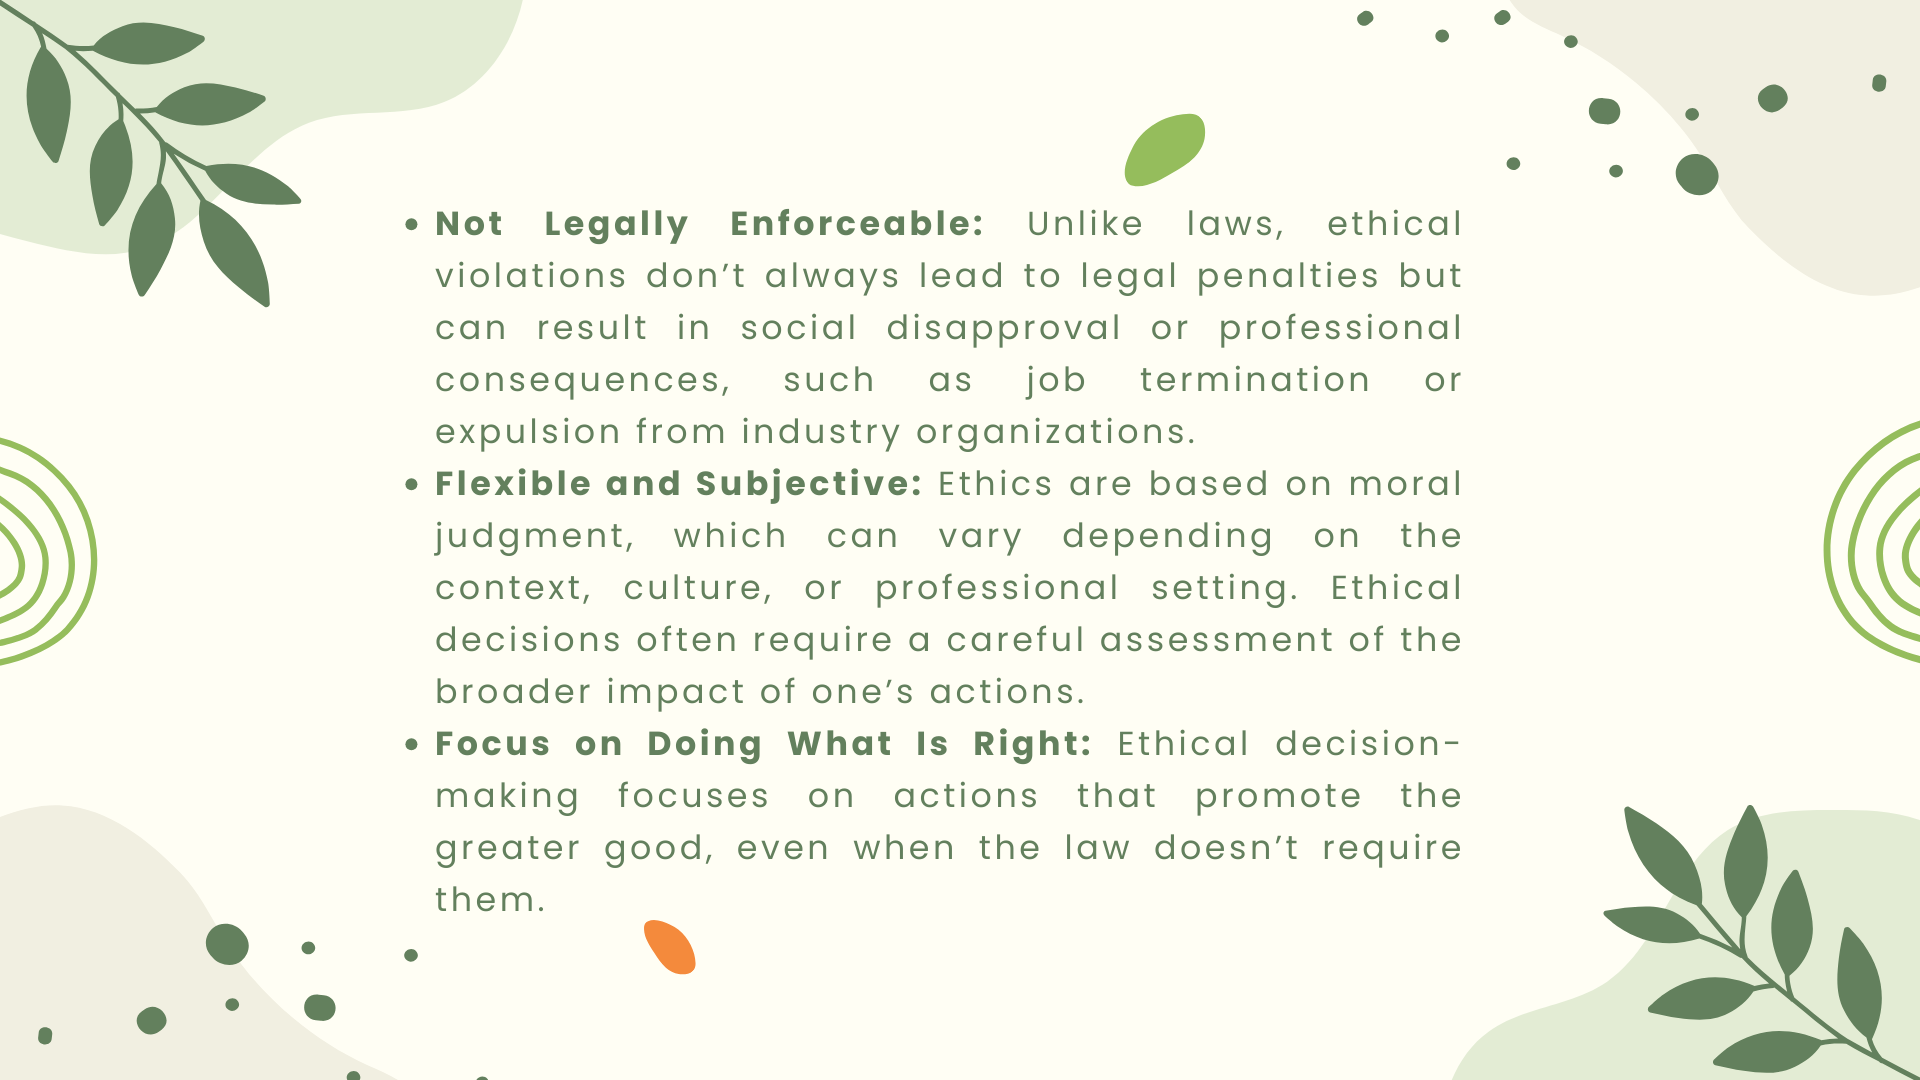 • Not Legally Enforceable: Unlike laws, ethical
violations don’t always lead to legal penalties but
can result in social disapproval or professional
consequences, such as job termination or
expulsion from industry organizations.
• Flexible and Subjective: Ethics are based on moral
judgment, which can vary depending on the
context, culture, or professional setting. Ethical
decisions often require a careful assessment of the
broader impact of one’s actions.
• Focus on Doing What Is Right: Ethical decision-
making focuses on actions that promote the
greater good, even when the law doesn’t require
them.